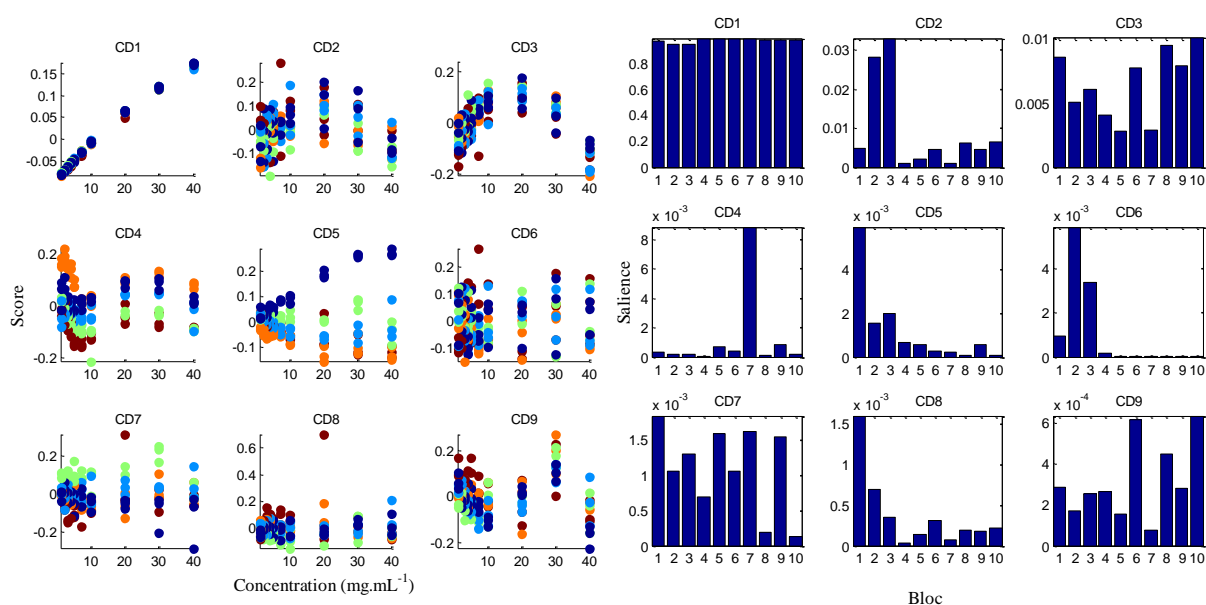 CD1 CD2 CD3
0.15
0.1
0.05
0
-0.05
10 20 30 40
0.2
0.1
0
-0.1
10 20 30 40
0.2
0
-0.2
10 20 30 40
CD4 CD5 CD6
0.2
0
-0.2
10 20 30 40
0.2
0.1
0
-0.1
10 20 30 40
0.2
0.1
0
-0.1
10 20 30 40
CD7 CD8 CD9
0.2
0
-0.2
10 20 30 40
0.6
0.4
0.2
0
10 20 30 40
0.2
0
-0.2
10 20 30 40
Score
Concentration (mg.mL⁻¹)
CD1 CD2 CD3
0.8
0.6
0.4
0.2
0
1 2 3 4 5 6 7 8 9 10
0.03
0.02
0.01
0
1 2 3 4 5 6 7 8 9 10
0.01
0.005
0
1 2 3 4 5 6 7 8 9 10
x 10⁻³ CD4
8
6
4
2
0
1 2 3 4 5 6 7 8 9 10
x 10⁻³ CD5
4
2
0
1 2 3 4 5 6 7 8 9 10
x 10⁻³ CD6
4
2
0
1 2 3 4 5 6 7 8 9 10
x 10⁻³ CD7
1.5
1
0.5
0
1 2 3 4 5 6 7 8 9 10
x 10⁻³ CD8
1.5
1
0.5
0
1 2 3 4 5 6 7 8 9 10
x 10⁻⁴ CD9
6
4
2
0
1 2 3 4 5 6 7 8 9 10
Salience
Bloc